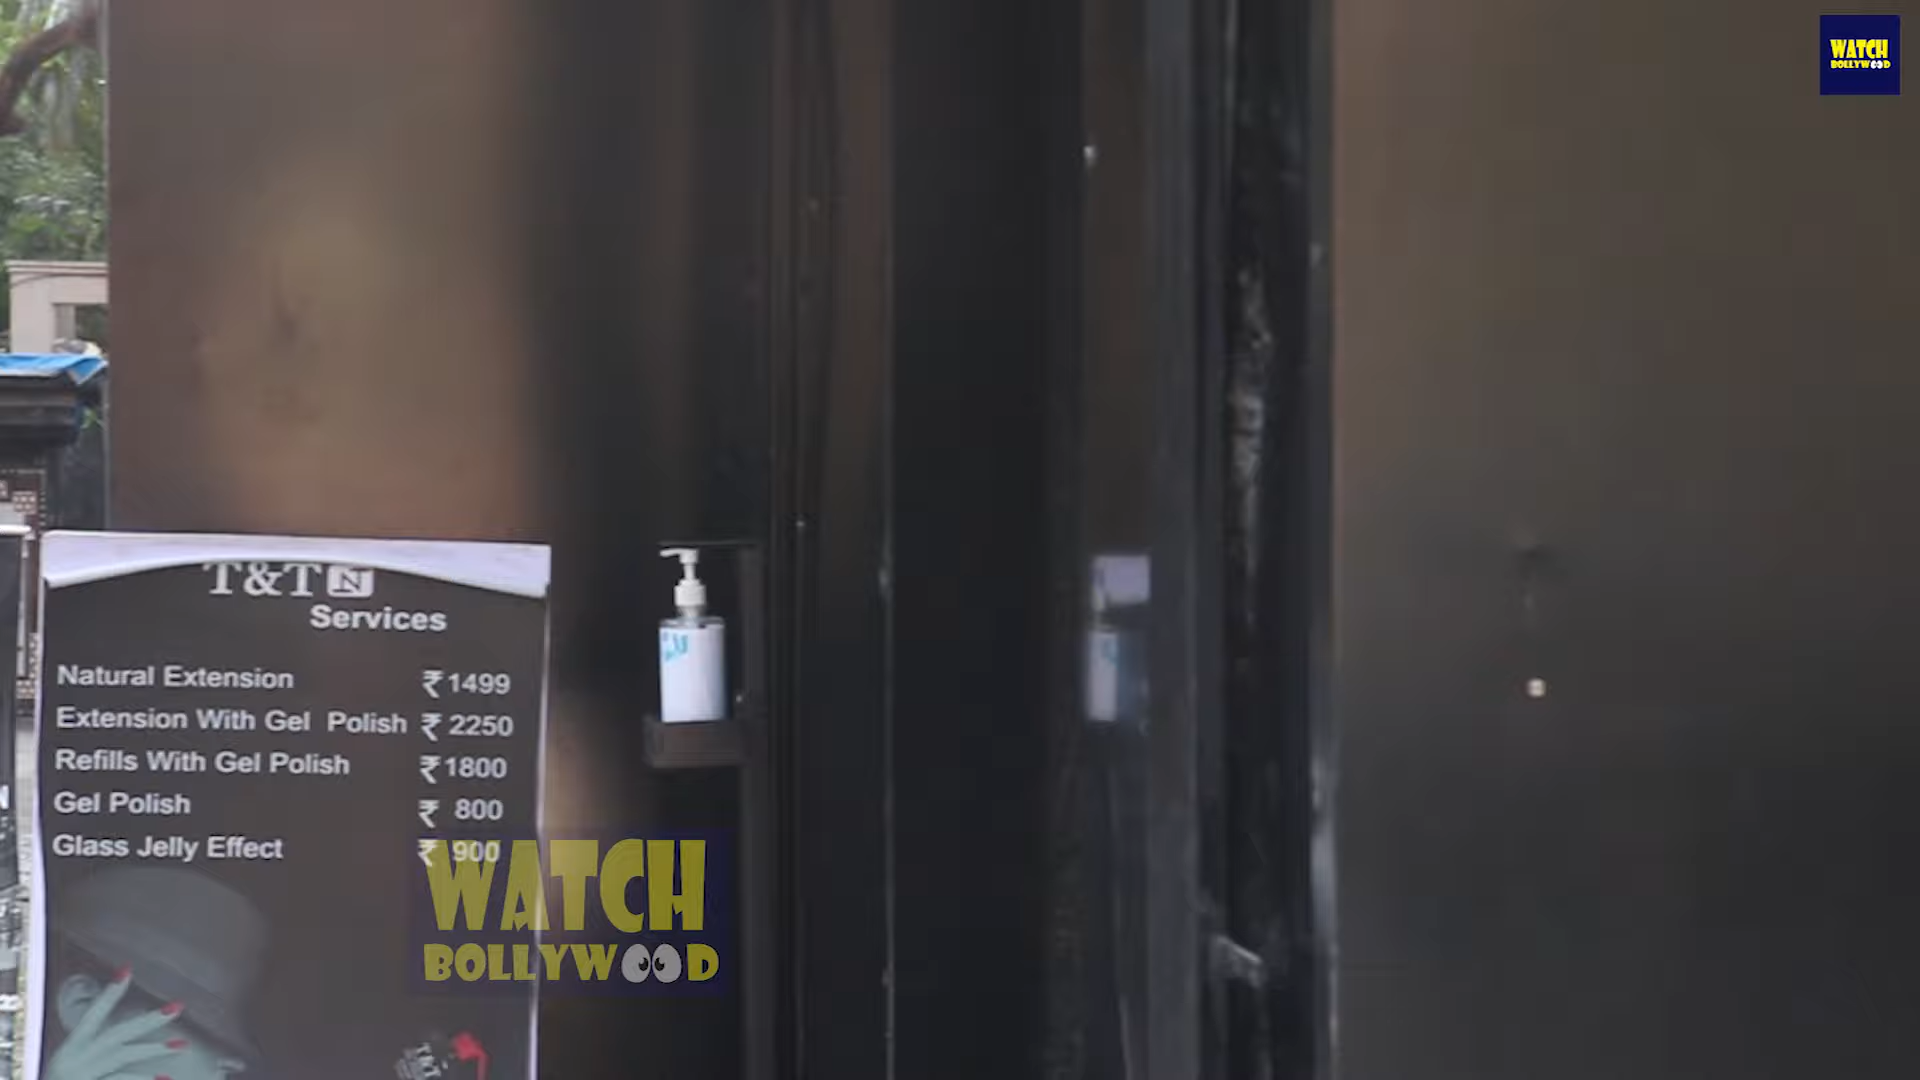 WATCH
BOLLYWOOD
T&T N
Services
Natural Extension ₹ 1499
Extension With Gel Polish ₹ 2250
Refills With Gel Polish ₹ 1800
Gel Polish ₹ 800
Glass Jelly Effect ₹ 900
WATCH
BOLLYWOOD
T&T